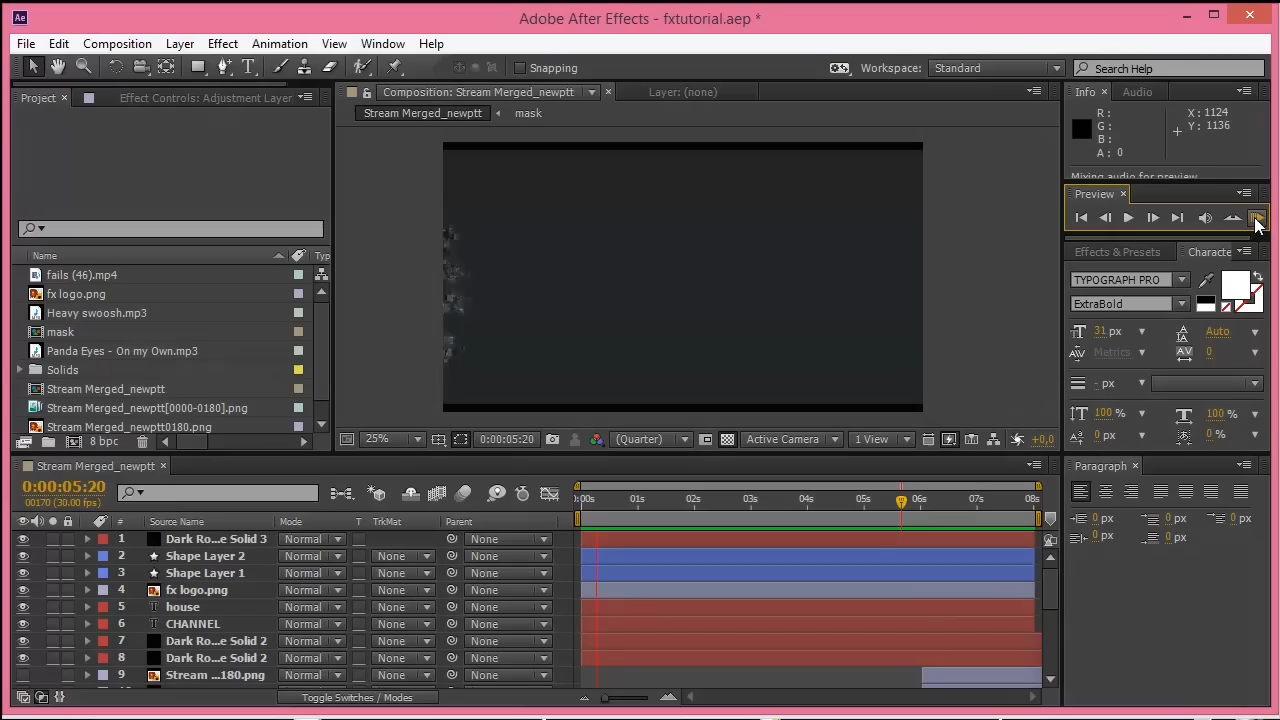 Ae
Adobe After Effects - fxtutorial.aep *
File Edit Composition Layer Effect Animation View Window Help
Snapping
Workspace: Standard
Search Help
Project × Effect Controls: Adjustment Layer
Composition: Stream Merged_newptt × Layer: (none)
Stream Merged_newptt mask
Info × Audio
R: X: 1124
G: Y: 1136
B:
A: 0
Mixing audio for preview
Preview ×
Effects & Presets Characte
TYPOGRAPH PRO
ExtraBold
31 px Auto
Metrics 0
- px
100 % 100 %
0 px 0 %
Name Typ
fails (46).mp4
fx logo.png
Heavy swoosh.mp3
mask
Panda Eyes - On my Own.mp3
Solids
Stream Merged_newptt
Stream Merged_newptt[0000-0180].png
Stream Merged_newptt0180.png
8 bpc
25% 0:00:05:20 (Quarter) Active Camera 1 View +0,0
Stream Merged_newptt ×
Paragraph ×
0:00:05:20
00170 (30.00 fps)
:00s 01s 02s 03s 04s 05s 06s 07s 08s
# Source Name Mode T TrkMat Parent
1 Dark Ro...e Solid 3 Normal None
2 Shape Layer 2 Normal None None
3 Shape Layer 1 Normal None None
4 fx logo.png Normal None None
5 house Normal None None
6 CHANNEL Normal None None
7 Dark Ro...e Solid 2 Normal None None
8 Dark Ro...e Solid 2 Normal None None
9 Stream ...180.png Normal None None
Toggle Switches / Modes
0 px 0 px 0 px
0 px 0 px